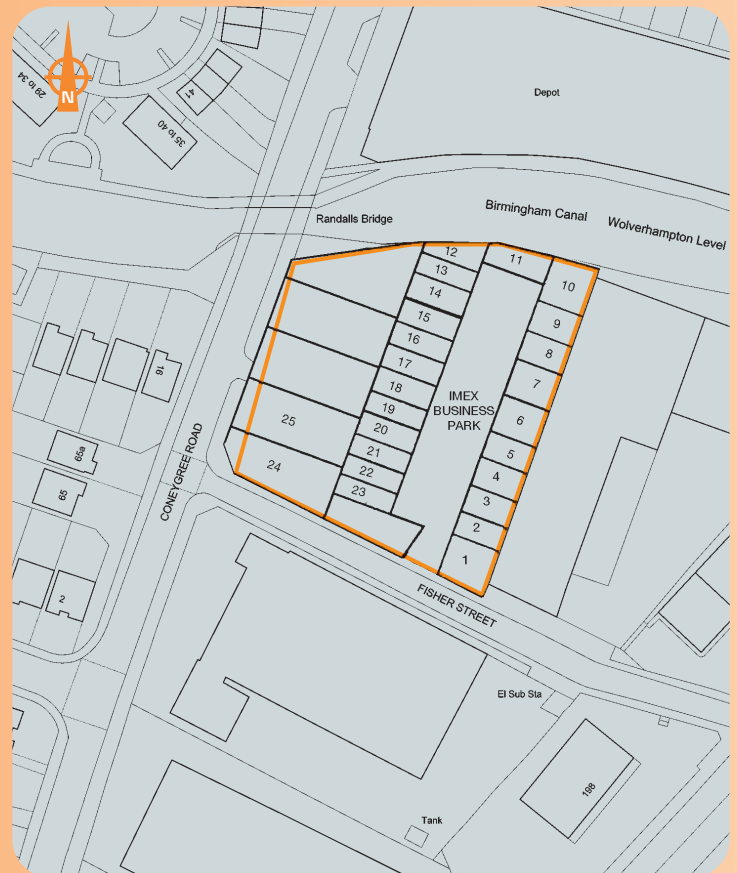 Depot
29 to 34
N
41
35 to 40
Randalls Bridge
Birmingham Canal
Wolverhampton Level
12
11
13
10
14
15
9
16
8
17
7
18
16
IMEX
BUSINESS
PARK
19
25
6
20
65a
21
5
24
22
4
CONEYGREE ROAD
65
23
3
2
1
2
FISHER STREET
El Sub Sta
198
Tank